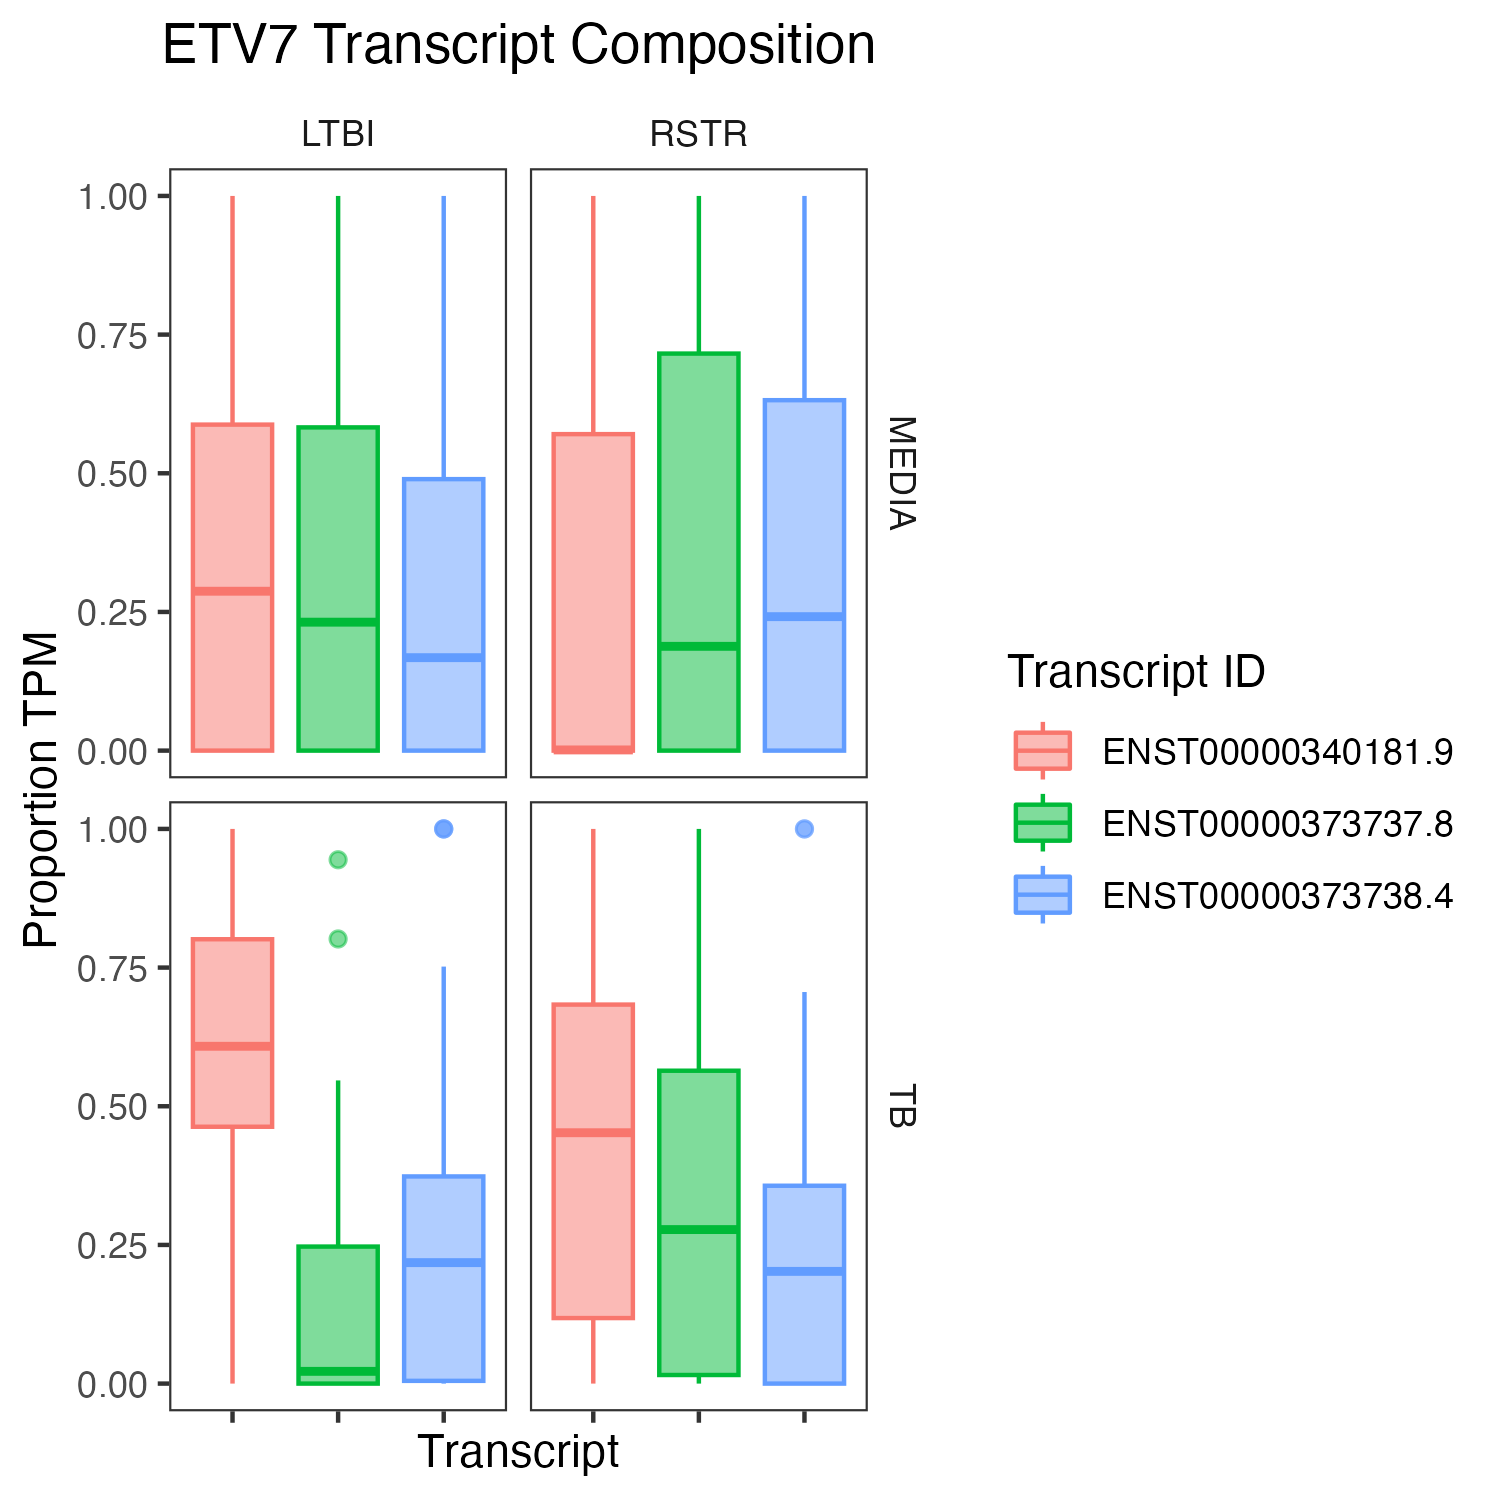 ETV7 Transcript Composition
LTBI
RSTR
1.00
0.75
0.50
0.25
0.00
MEDIA
1.00
0.75
0.50
0.25
0.00
TB
Proportion TPM
Transcript
Transcript ID
ENST00000340181.9
ENST00000373737.8
ENST00000373738.4